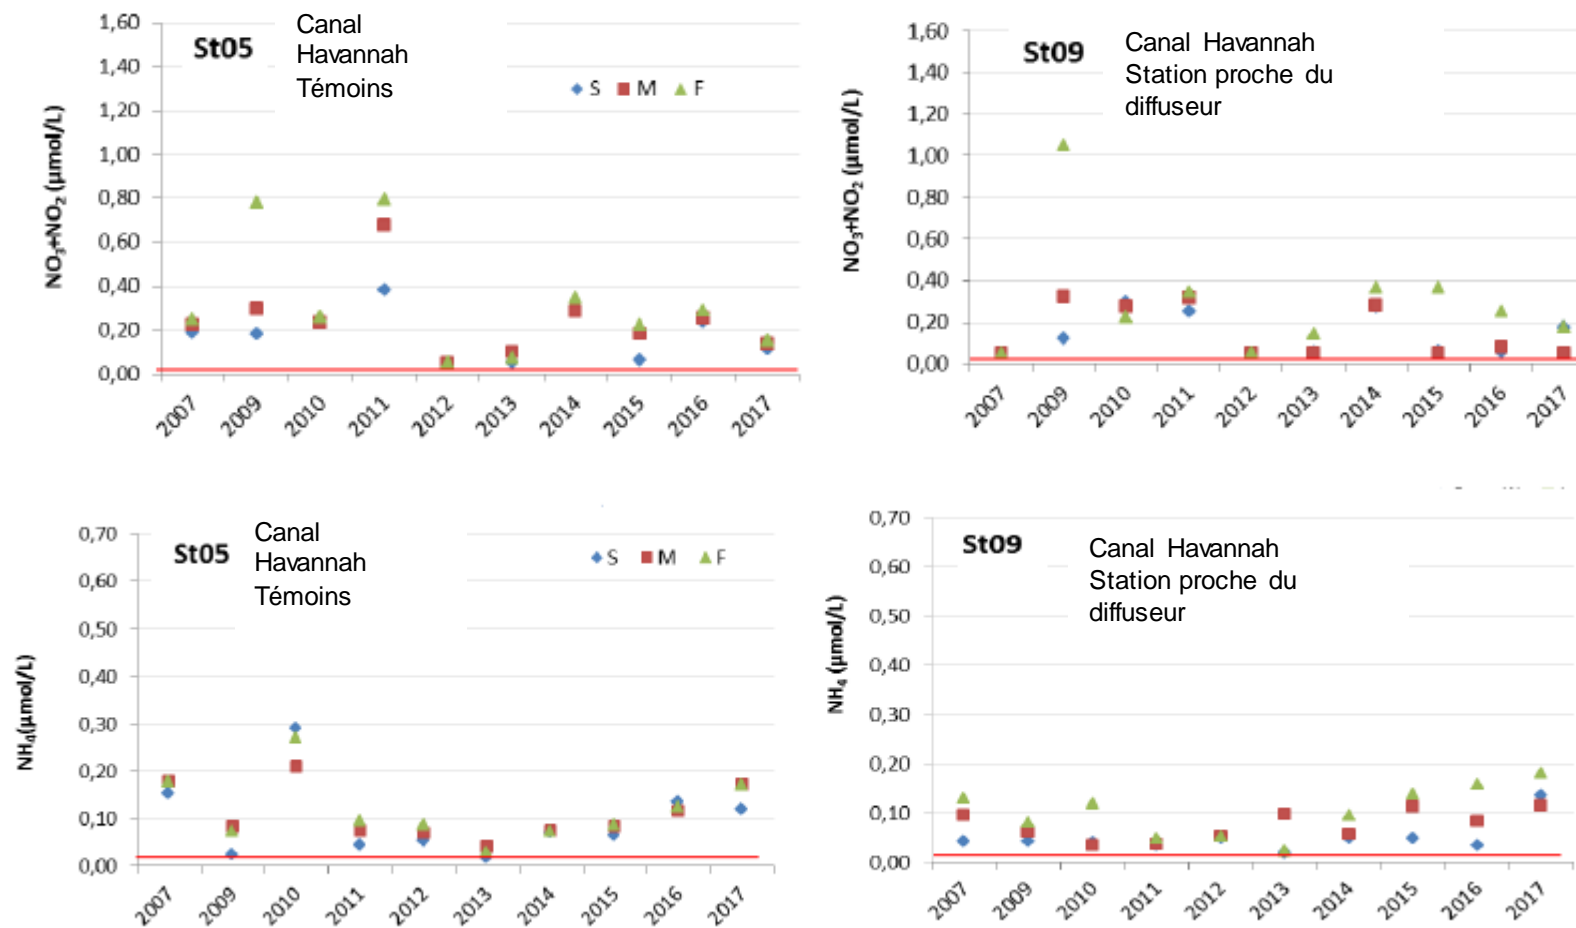 St05
Canal
Havannah
Témoins
S M F
NO₃+NO₂ (µmol/L)
1,60
1,40
1,20
1,00
0,80
0,60
0,40
0,20
0,00
2007 2009 2010 2011 2012 2013 2014 2015 2016 2017
St09
Canal Havannah
Station proche du
diffuseur
NO₃+NO₂ (µmol/L)
1,60
1,40
1,20
1,00
0,80
0,60
0,40
0,20
0,00
2007 2009 2010 2011 2012 2013 2014 2015 2016 2017
St05
Canal
Havannah
Témoins
S M F
NH₄(µmol/L)
0,70
0,60
0,50
0,40
0,30
0,20
0,10
0,00
2007 2009 2010 2011 2012 2013 2014 2015 2016 2017
St09
Canal Havannah
Station proche du
diffuseur
NH₄ (µmol/L)
0,70
0,60
0,50
0,40
0,30
0,20
0,10
0,00
2007 2009 2010 2011 2012 2013 2014 2015 2016 2017